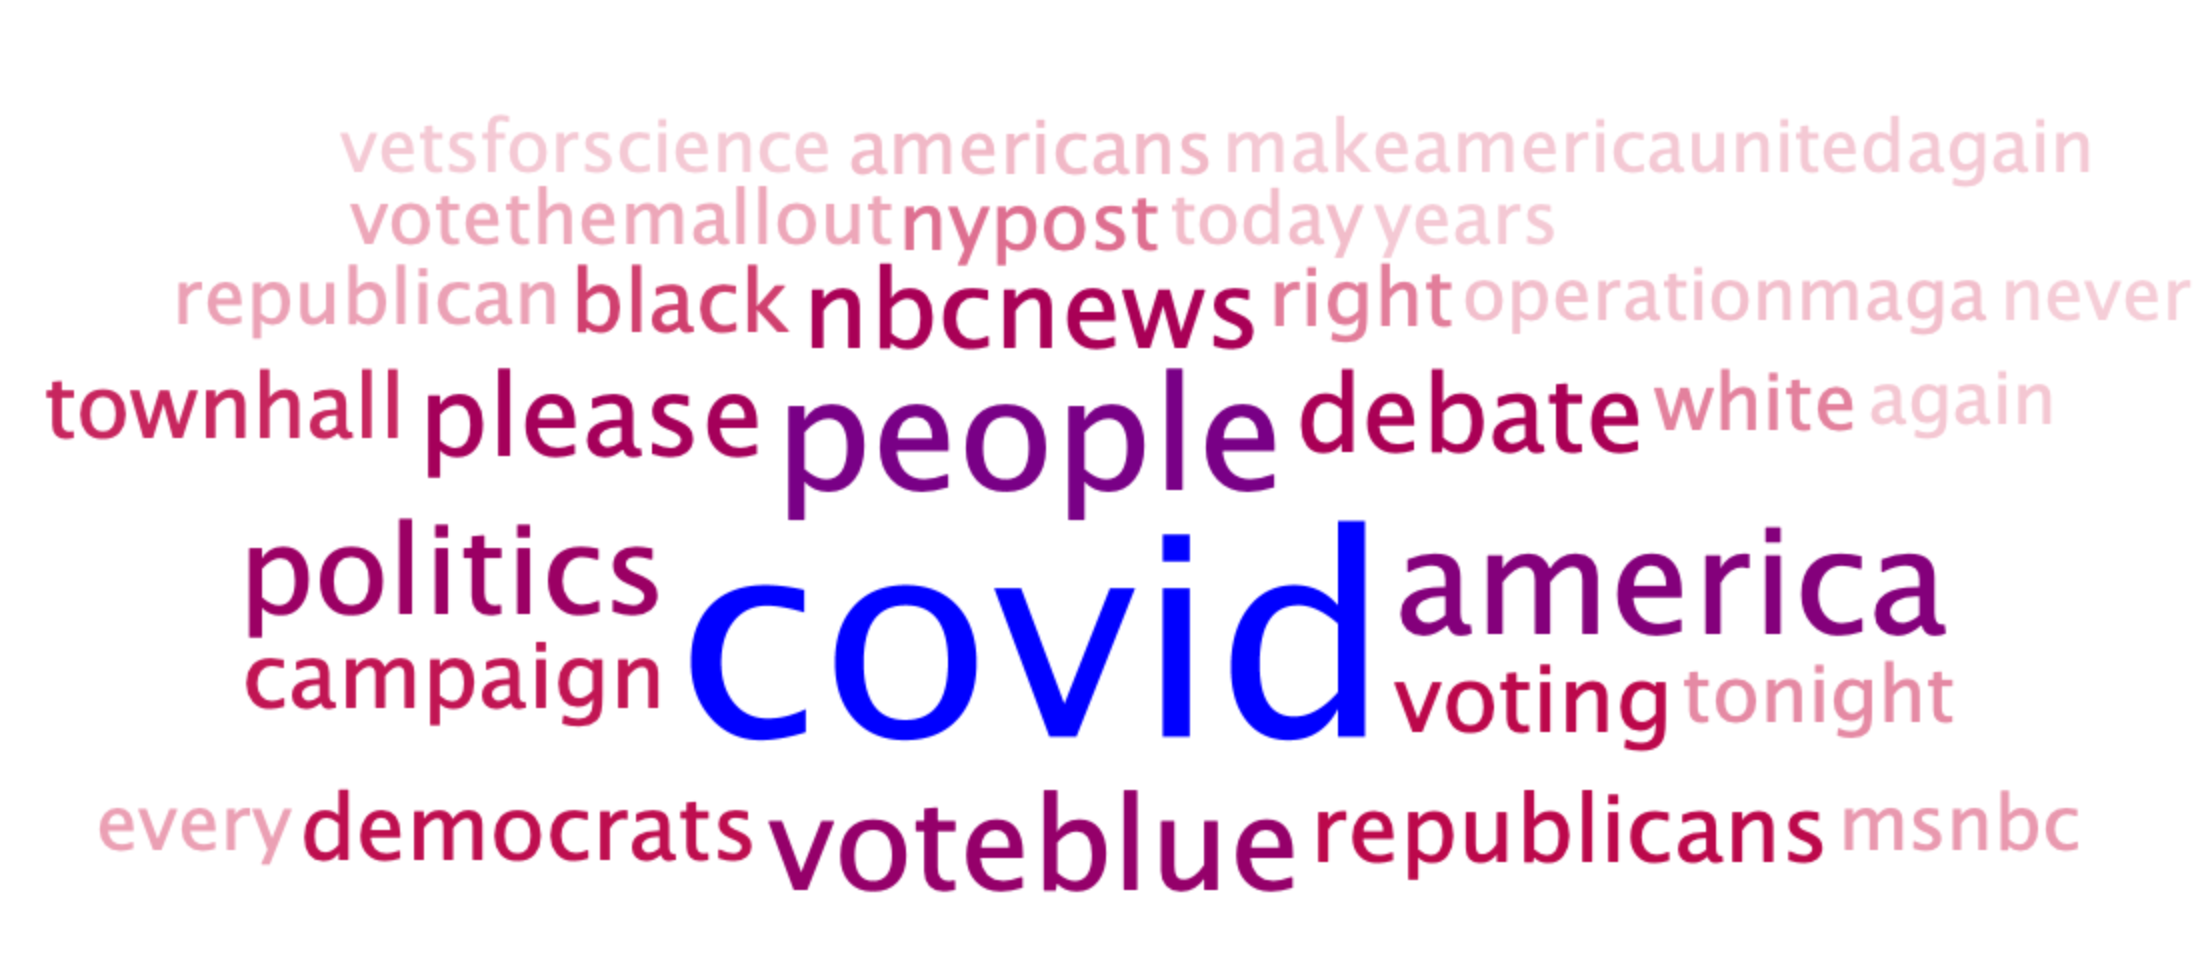 vetsforscience americans makeamericaunitedagain
votethemallout nypost today years
republican black nbcnews right operationmaga never
townhall please people debate white again
politics covid america
campaign voting tonight
every democrats voteblue republicans msnbc